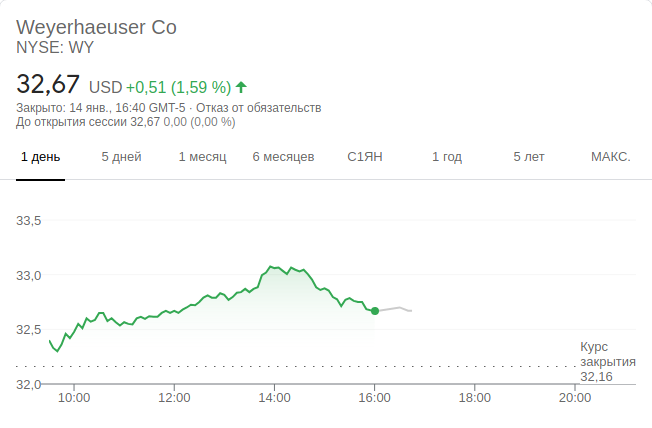 Weyerhaeuser Co
NYSE: WY
32,67 USD +0,51 (1,59 %)
Закрыто: 14 янв., 16:40 GMT-5 · Отказ от обязательств
До открытия сессии 32,67 0,00 (0,00 %)
1 день 5 дней 1 месяц 6 месяцев С1ЯН 1 год 5 лет МАКС.
33,5
33,0
32,5
Курс
закрытия
32,16
32,0
10:00 12:00 14:00 16:00 18:00 20:00